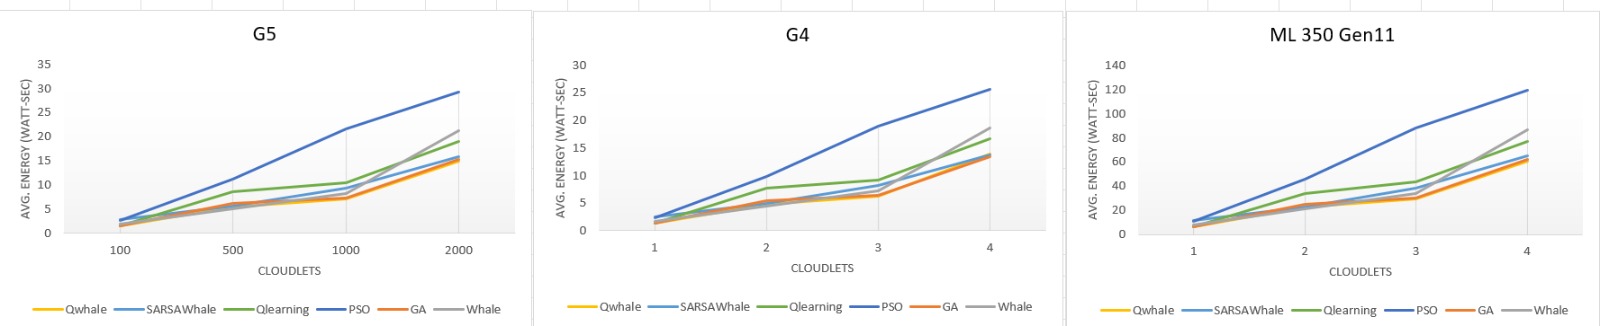 G5
AVG. ENERGY (WATT-SEC)
35
30
25
20
15
10
5
0
100 500 1000 2000
CLOUDLETS
Qwhale SARSAWhale Qlearning PSO GA Whale
G4
AVG. ENERGY (WATT-SEC)
30
25
20
15
10
5
0
1 2 3 4
CLOUDLETS
Qwhale SARSAWhale Qlearning PSO GA Whale
ML 350 Gen11
AVG. ENERGY (WATT-SEC)
140
120
100
80
60
40
20
0
1 2 3 4
CLOUDLETS
Qwhale SARSAWhale Qlearning PSO GA Whale